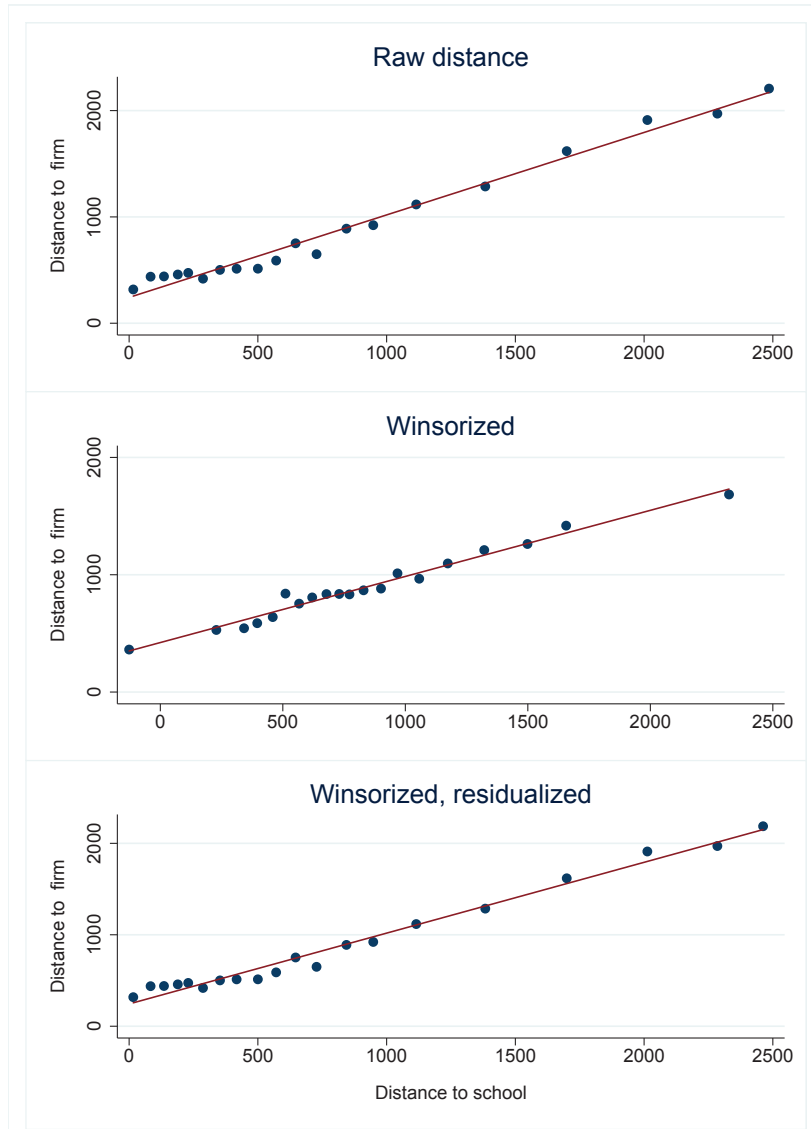 Raw distance
Distance to firm
2000
1000
0
0 500 1000 1500 2000 2500
Winsorized
Distance to firm
2000
1000
0
0 500 1000 1500 2000 2500
Winsorized, residualized
Distance to firm
2000
1000
0
0 500 1000 1500 2000 2500
Distance to school